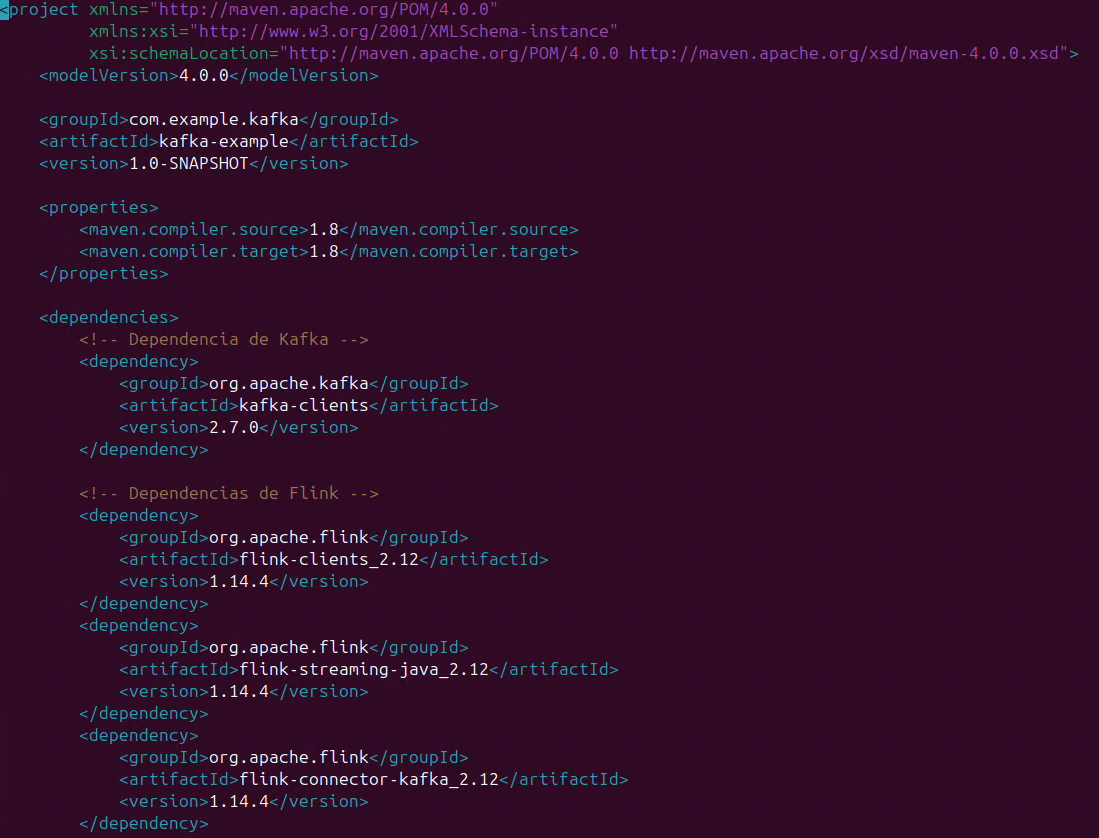 <project xmlns="http://maven.apache.org/POM/4.0.0"
         xmlns:xsi="http://www.w3.org/2001/XMLSchema-instance"
         xsi:schemaLocation="http://maven.apache.org/POM/4.0.0 http://maven.apache.org/xsd/maven-4.0.0.xsd">
    <modelVersion>4.0.0</modelVersion>

    <groupId>com.example.kafka</groupId>
    <artifactId>kafka-example</artifactId>
    <version>1.0-SNAPSHOT</version>

    <properties>
        <maven.compiler.source>1.8</maven.compiler.source>
        <maven.compiler.target>1.8</maven.compiler.target>
    </properties>

    <dependencies>
        <!-- Dependencia de Kafka -->
        <dependency>
            <groupId>org.apache.kafka</groupId>
            <artifactId>kafka-clients</artifactId>
            <version>2.7.0</version>
        </dependency>

        <!-- Dependencias de Flink -->
        <dependency>
            <groupId>org.apache.flink</groupId>
            <artifactId>flink-clients_2.12</artifactId>
            <version>1.14.4</version>
        </dependency>
        <dependency>
            <groupId>org.apache.flink</groupId>
            <artifactId>flink-streaming-java_2.12</artifactId>
            <version>1.14.4</version>
        </dependency>
        <dependency>
            <groupId>org.apache.flink</groupId>
            <artifactId>flink-connector-kafka_2.12</artifactId>
            <version>1.14.4</version>
        </dependency>